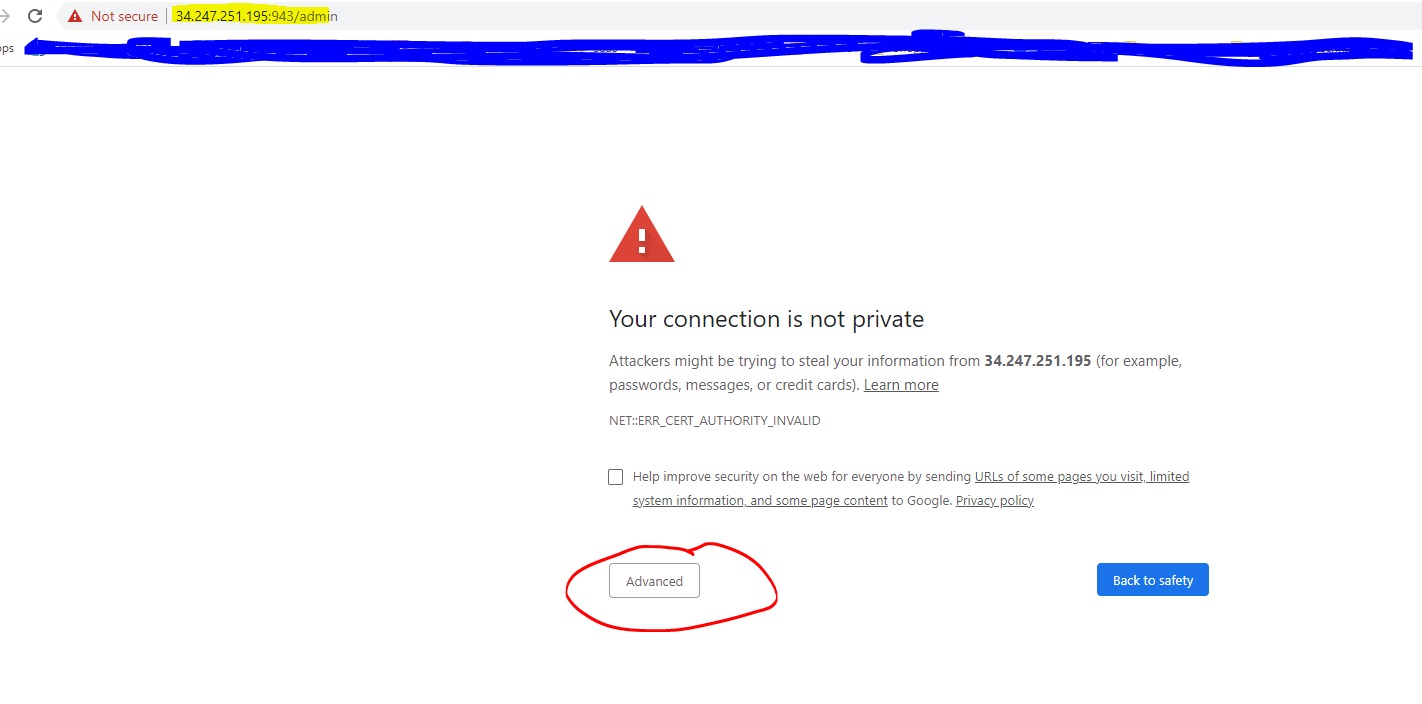 Not secure 34.247.251.195:943/admin
ops
Your connection is not private
Attackers might be trying to steal your information from 34.247.251.195 (for example,
passwords, messages, or credit cards). Learn more
NET::ERR_CERT_AUTHORITY_INVALID
Help improve security on the web for everyone by sending URLs of some pages you visit, limited
system information, and some page content to Google. Privacy policy
Advanced
Back to safety